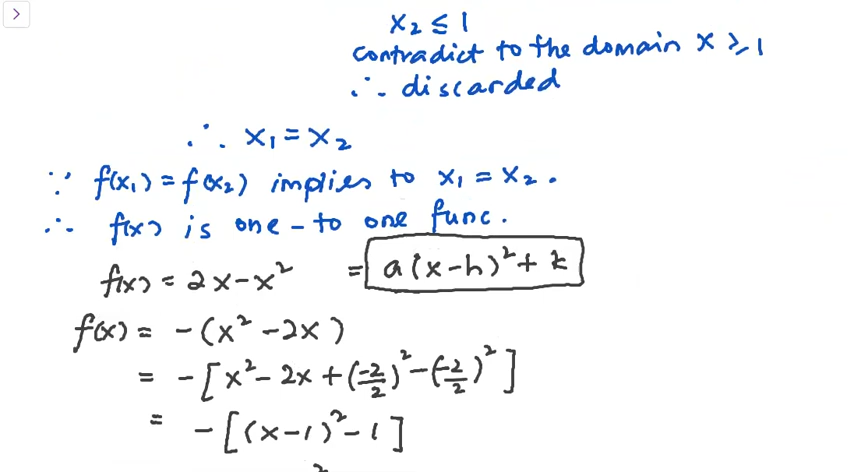 x₂ ≤ 1
contradict to the domain x ≥ 1
∴ discarded
∴ x₁ = x₂
∵ f(x₁) = f(x₂) implies to x₁ = x₂.
∴ f(x) is one-to one func.
f(x) = 2x-x² = a(x-h)² + k
f(x) = -(x² -2x)
= -[x²- 2x + (-2/2)² - (-2/2)²]
= -[(x-1)²-1]